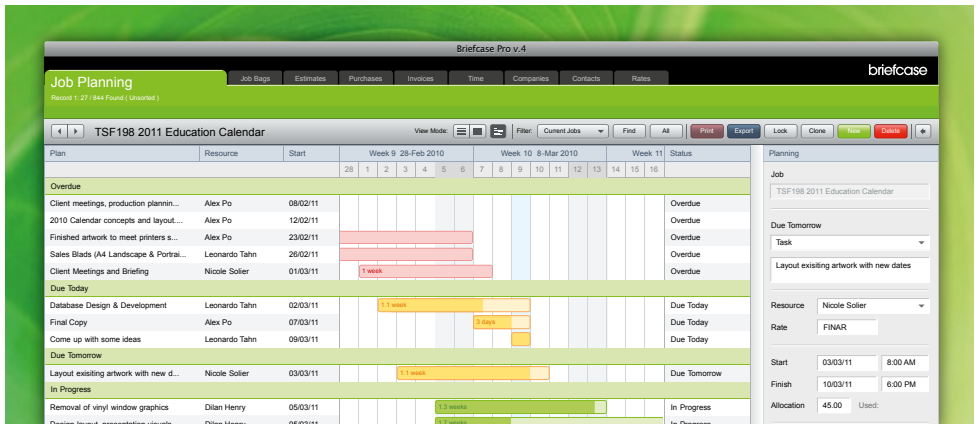 Briefcase Pro v.4
Job Planning
Job Bags Estimates Purchases Invoices Time Companies Contacts Rates
briefcase
Record 1: 27 / 644 Found ( Unsorted )
TSF198 2011 Education Calendar
View Mode: Filter: Current Jobs Find All Print Export Lock Clone New Delete
Plan Resource Start Week 9 28-Feb 2010 Week 10 8-Mar 2010 Week 11 Status Planning
28 1 2 3 4 5 6 7 8 9 10 11 12 13 14 15 16
Overdue
Client meetings, production plannin... Alex Po 08/02/11 Overdue
2010 Calendar concepts and layout.... Alex Po 12/02/11 Overdue
Finished artwork to meet printers s... Alex Po 23/02/11 Overdue
Sales Blads (A4 Landscape & Portrai... Leonardo Tahn 26/02/11 Overdue
Client Meetings and Briefing Nicole Solier 01/03/11 1 week Overdue
Due Today
Database Design & Development Leonardo Tahn 02/03/11 1.1 week Due Today
Final Copy Alex Po 07/03/11 3 days Due Today
Come up with some ideas Leonardo Tahn 09/03/11 Due Today
Due Tomorrow
Layout exisiting artwork with new d... Nicole Solier 03/03/11 1.1 week Due Tomorrow
In Progress
Removal of vinyl window graphics Dilan Henry 05/03/11 1.3 weeks In Progress
Job
TSF198 2011 Education Calendar
Due Tomorrow
Task
Layout exisiting artwork with new dates
Resource Nicole Solier
Rate FINAR
Start 03/03/11 8:00 AM
Finish 10/03/11 6:00 PM
Allocation 45.00 Used: